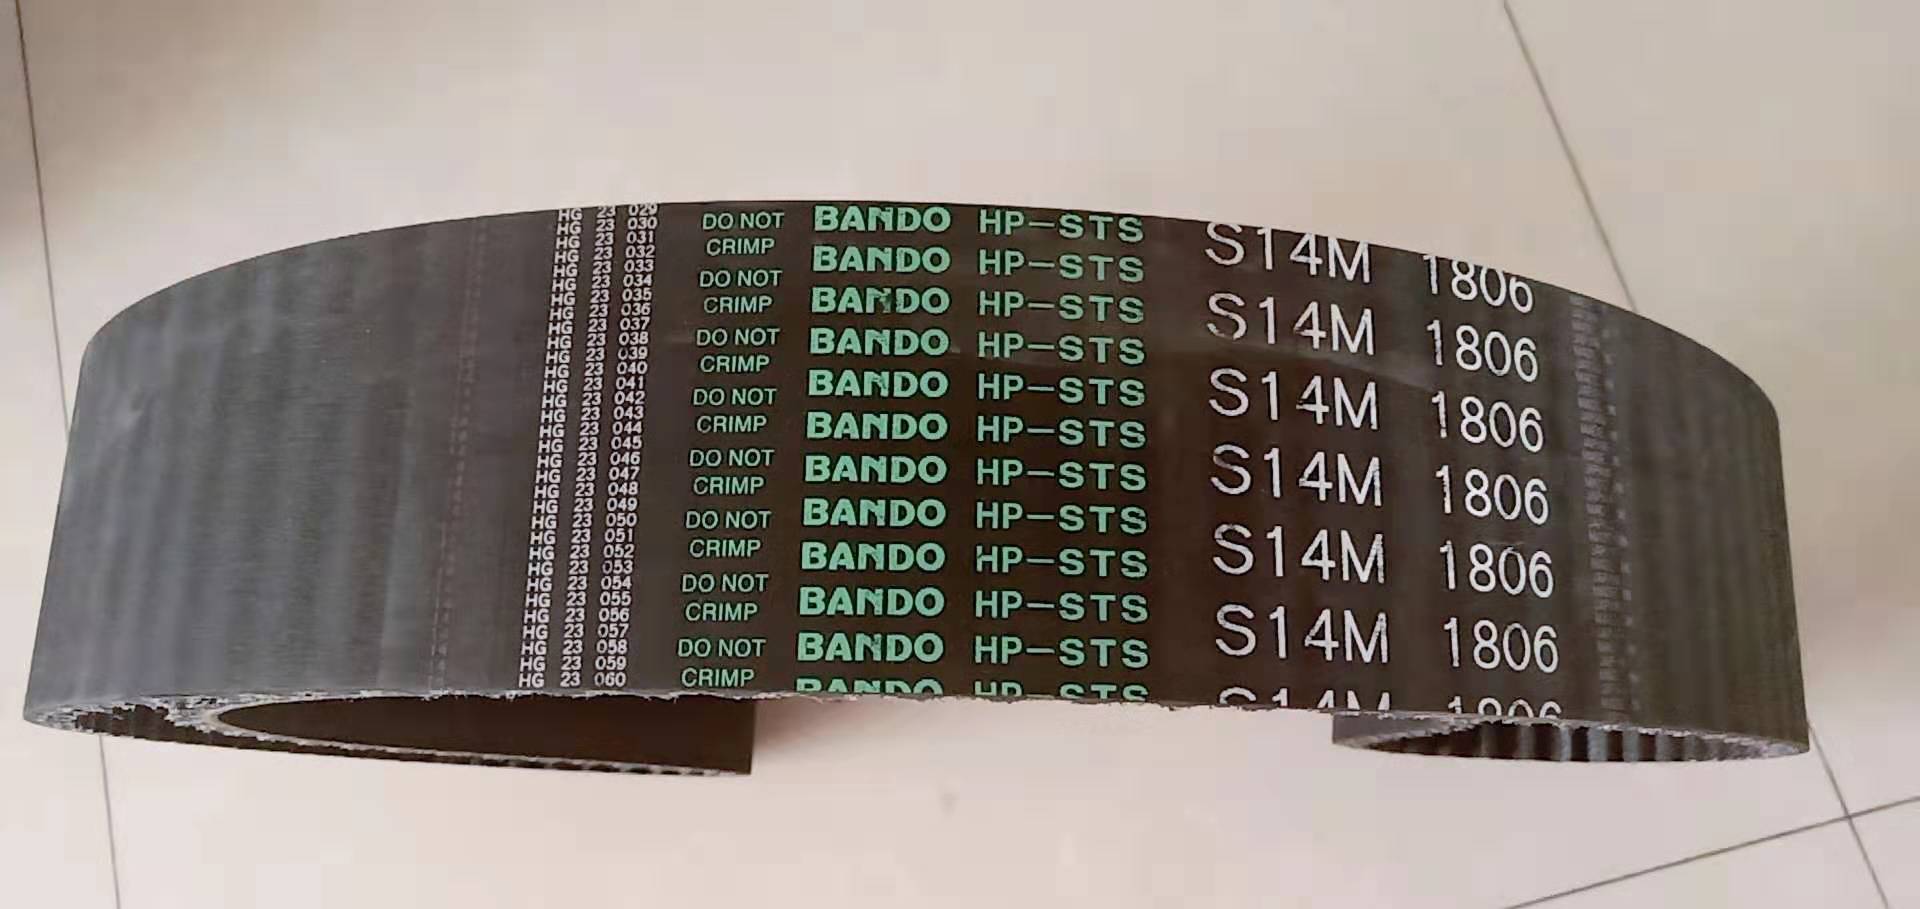 HG 23 029
HG 23 030
HG 23 031
HG 23 032
HG 23 033
HG 23 034
HG 23 035
HG 23 036
HG 23 037
HG 23 038
HG 23 039
HG 23 040
HG 23 041
HG 23 042
HG 23 043
HG 23 044
HG 23 045
HG 23 046
HG 23 047
HG 23 048
HG 23 049
HG 23 050
HG 23 051
HG 23 052
HG 23 053
HG 23 054
HG 23 055
HG 23 056
HG 23 057
HG 23 058
HG 23 059
HG 23 060
DO NOT
CRIMP
DO NOT
CRIMP
DO NOT
CRIMP
DO NOT
CRIMP
DO NOT
CRIMP
DO NOT
CRIMP
DO NOT
CRIMP
DO NOT
CRIMP
BANDO HP-STS
BANDO HP-STS
BANDO HP-STS
BANDO HP-STS
BANDO HP-STS
BANDO HP-STS
BANDO HP-STS
BANDO HP-STS
BANDO HP-STS
BANDO HP-STS
BANDO HP-STS
BANDO HP-STS
S14M 1806
S14M 1806
S14M 1806
S14M 1806
S14M 1806
S14M 1806
S14M 1806